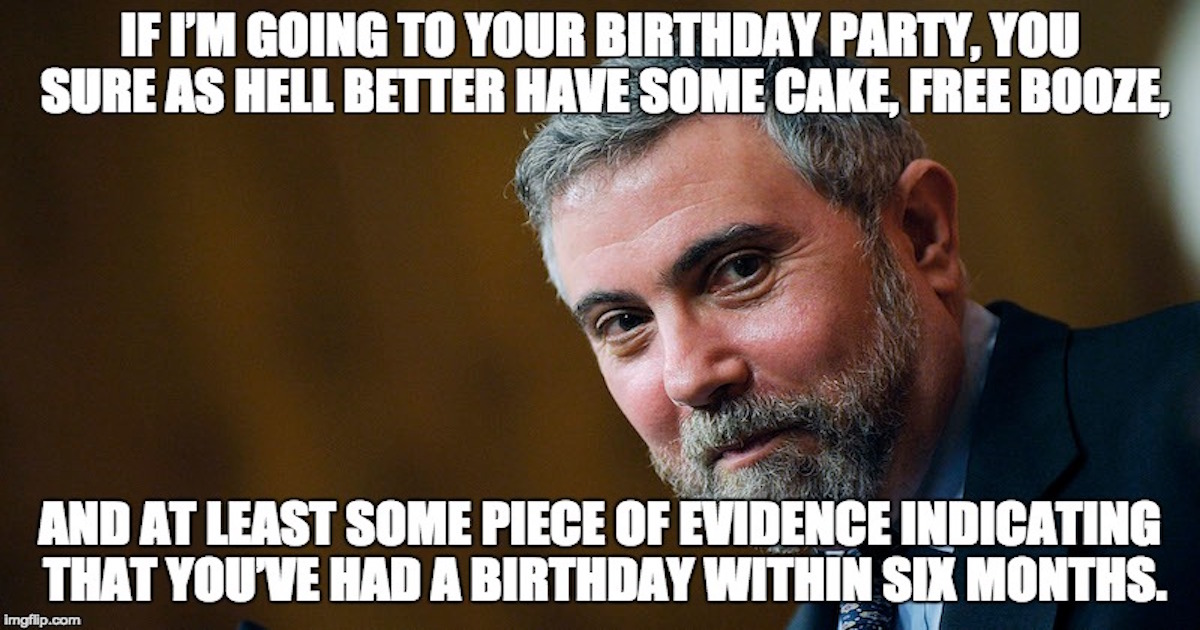 IF I'M GOING TO YOUR BIRTHDAY PARTY, YOU
SURE AS HELL BETTER HAVE SOME CAKE, FREE BOOZE,
AND AT LEAST SOME PIECE OF EVIDENCE INDICATING
THAT YOU'VE HAD A BIRTHDAY WITHIN SIX MONTHS.
imgflip.com